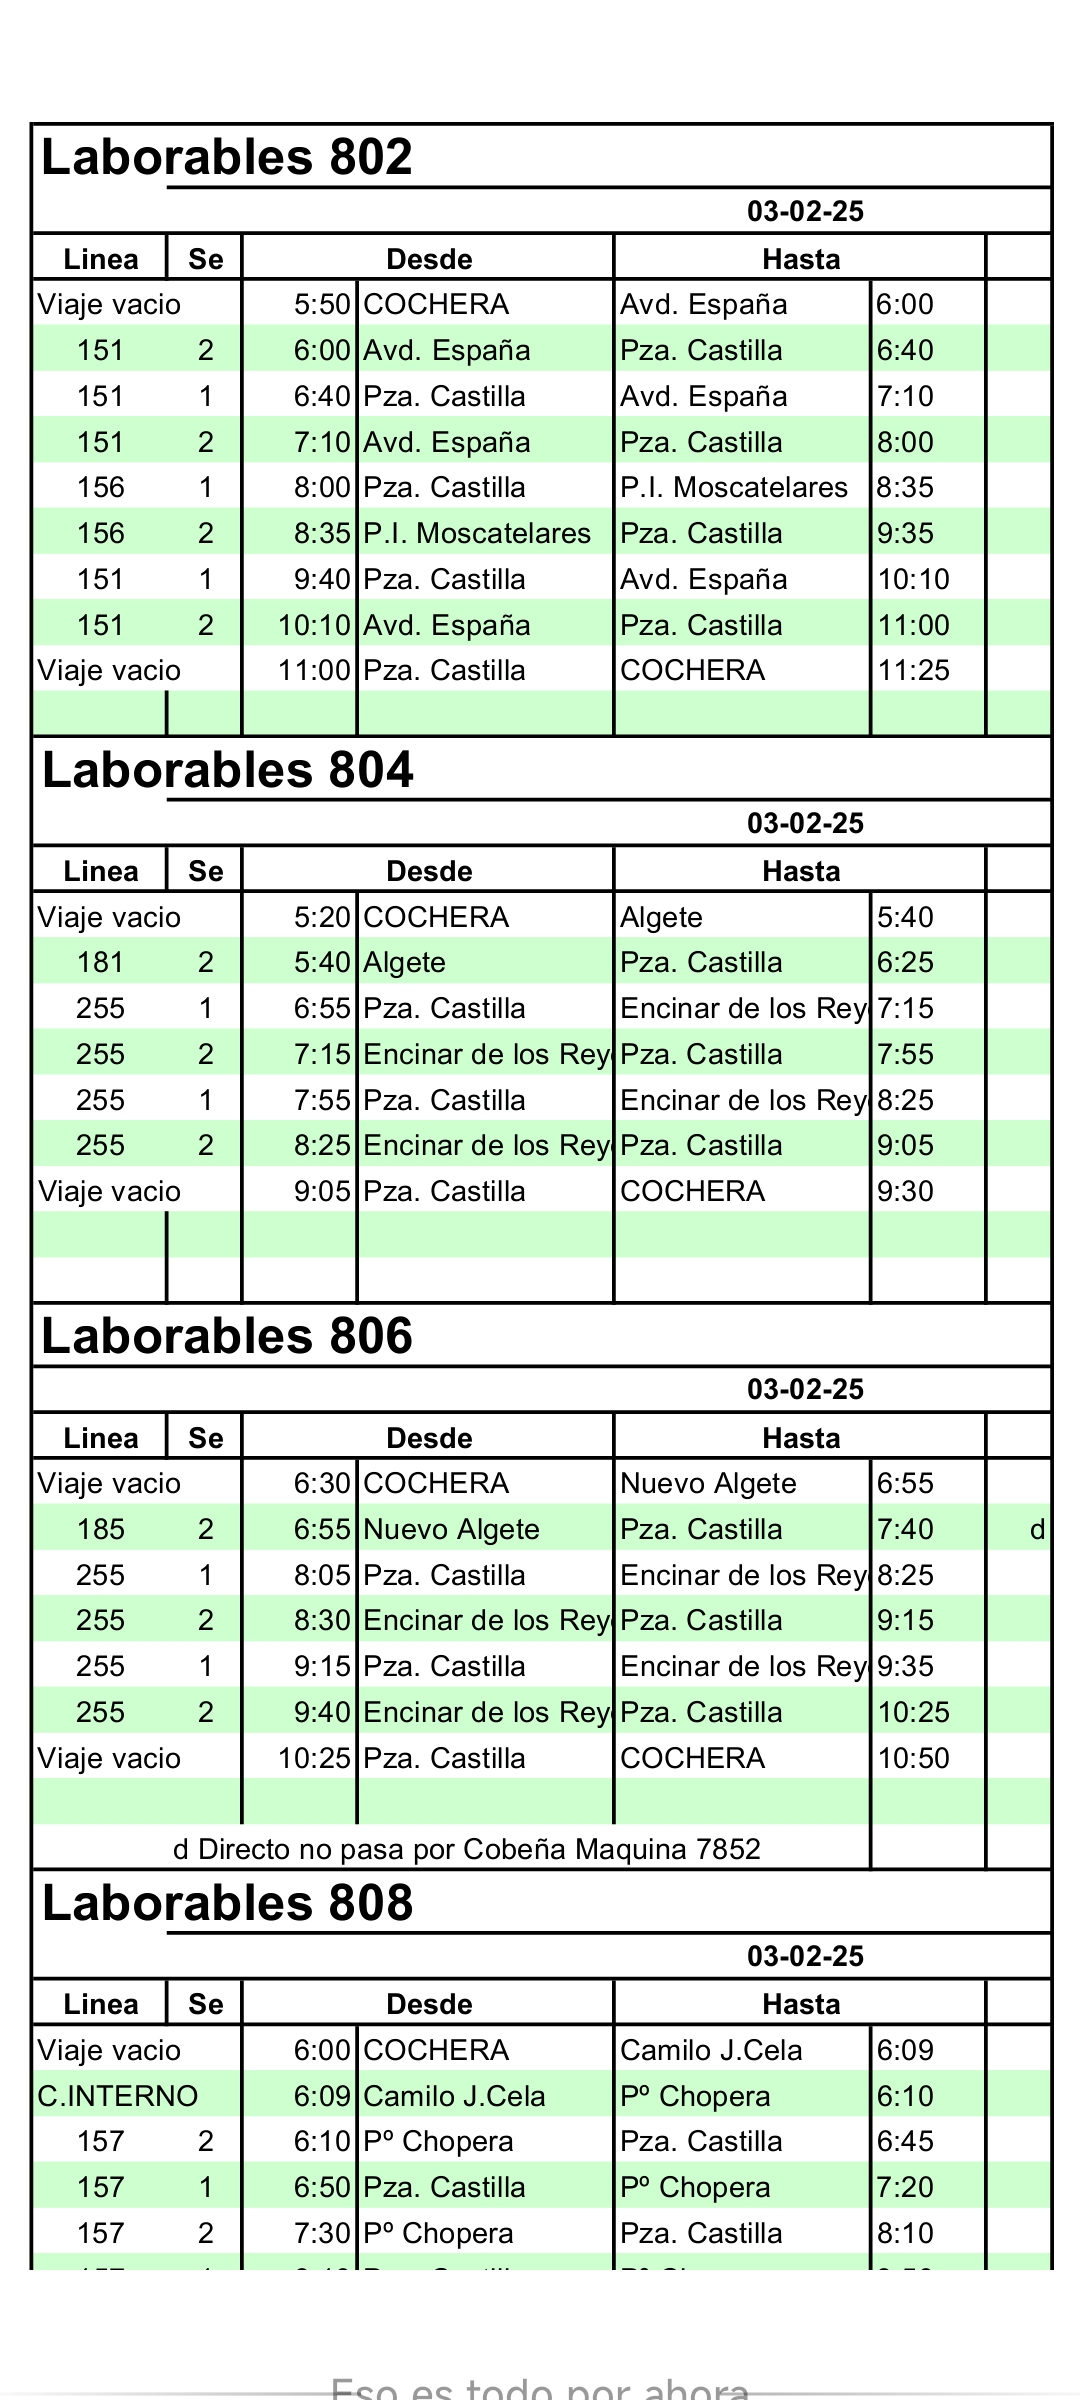 Laborables 802
03-02-25
Linea Se Desde Hasta
Viaje vacio 5:50 COCHERA Avd. España 6:00
151 2 6:00 Avd. España Pza. Castilla 6:40
151 1 6:40 Pza. Castilla Avd. España 7:10
151 2 7:10 Avd. España Pza. Castilla 8:00
156 1 8:00 Pza. Castilla P.I. Moscatelares 8:35
156 2 8:35 P.I. Moscatelares Pza. Castilla 9:35
151 1 9:40 Pza. Castilla Avd. España 10:10
151 2 10:10 Avd. España Pza. Castilla 11:00
Viaje vacio 11:00 Pza. Castilla COCHERA 11:25
Laborables 804
03-02-25
Linea Se Desde Hasta
Viaje vacio 5:20 COCHERA Algete 5:40
181 2 5:40 Algete Pza. Castilla 6:25
255 1 6:55 Pza. Castilla Encinar de los Rey 7:15
255 2 7:15 Encinar de los Rey Pza. Castilla 7:55
255 1 7:55 Pza. Castilla Encinar de los Rey 8:25
255 2 8:25 Encinar de los Rey Pza. Castilla 9:05
Viaje vacio 9:05 Pza. Castilla COCHERA 9:30
Laborables 806
03-02-25
Linea Se Desde Hasta
Viaje vacio 6:30 COCHERA Nuevo Algete 6:55
185 2 6:55 Nuevo Algete Pza. Castilla 7:40 d
255 1 8:05 Pza. Castilla Encinar de los Rey 8:25
255 2 8:30 Encinar de los Rey Pza. Castilla 9:15
255 1 9:15 Pza. Castilla Encinar de los Rey 9:35
255 2 9:40 Encinar de los Rey Pza. Castilla 10:25
Viaje vacio 10:25 Pza. Castilla COCHERA 10:50
d Directo no pasa por Cobeña Maquina 7852
Laborables 808
03-02-25
Linea Se Desde Hasta
Viaje vacio 6:00 COCHERA Camilo J.Cela 6:09
C.INTERNO 6:09 Camilo J.Cela Pº Chopera 6:10
157 2 6:10 Pº Chopera Pza. Castilla 6:45
157 1 6:50 Pza. Castilla Pº Chopera 7:20
157 2 7:30 Pº Chopera Pza. Castilla 8:10
Eso es todo por ahora